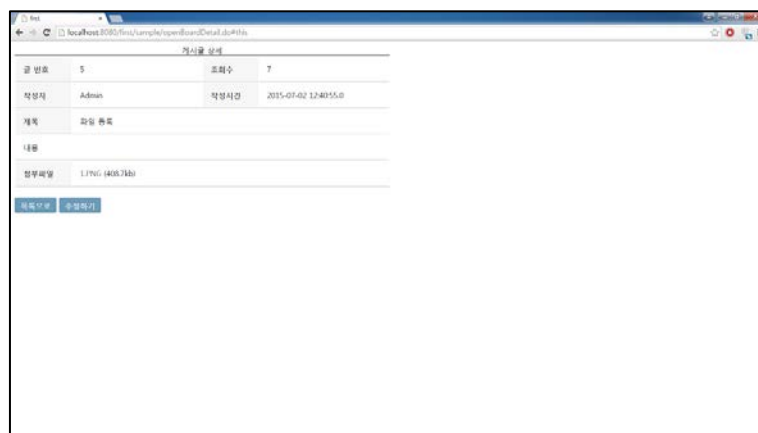 first
localhost:8080/first/sample/openBoardDetail.do#this
게시글 상세
글 번호 5 조회수 7
작성자 Admin 작성시간 2015-07-02 12:40:55.0
제목 파일 등록
내용
첨부파일 1.PNG (408.7kb)
목록으로 수정하기